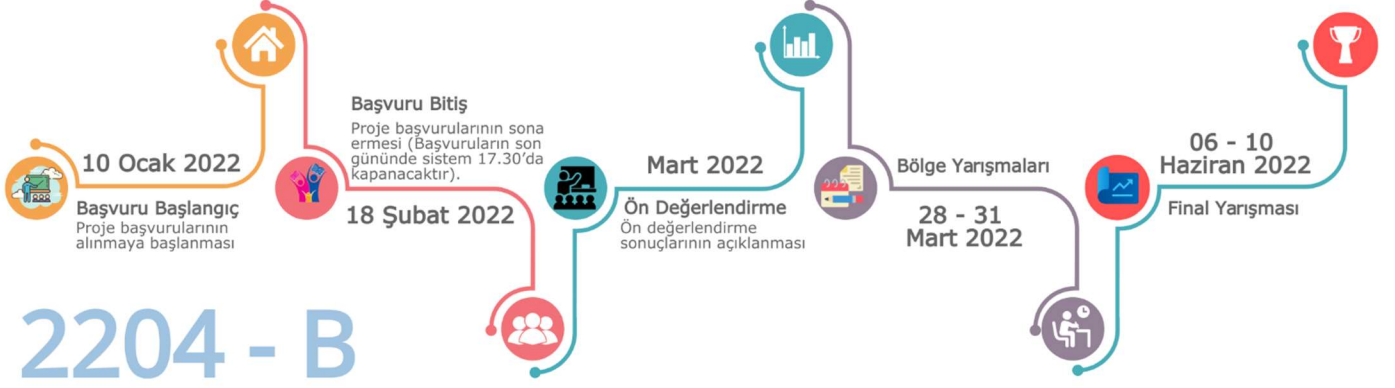 10 Ocak 2022
Başvuru Başlangıç
Proje başvurularının
alınmaya başlanması
Başvuru Bitiş
Proje başvurularının sona
ermesi (Başvuruların son
gününde sistem 17.30’da
kapanacaktır).
18 Şubat 2022
Mart 2022
Ön Değerlendirme
Ön değerlendirme
sonuçlarının açıklanması
Bölge Yarışmaları
28 - 31
Mart 2022
06 - 10
Haziran 2022
Final Yarışması
2204 - B